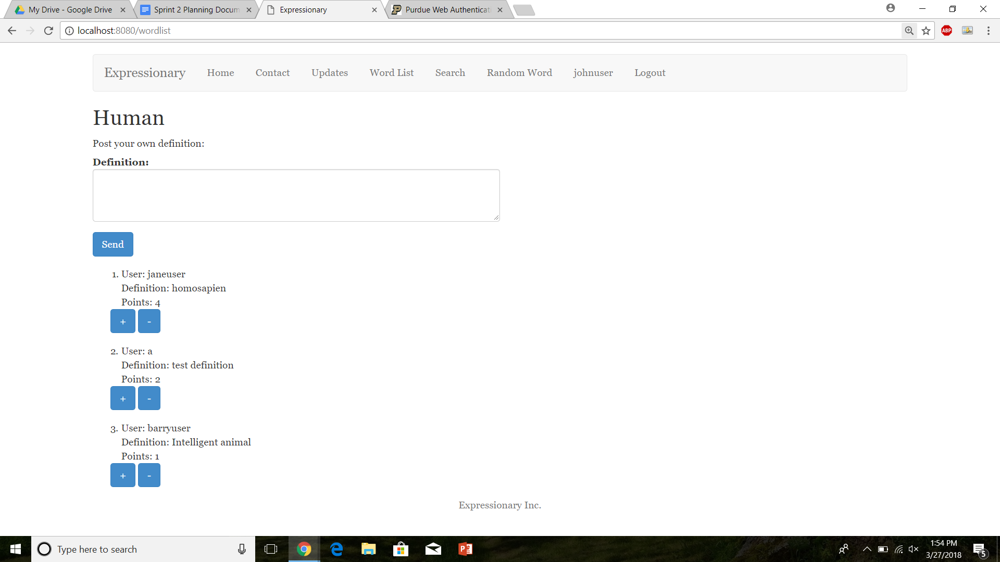 My Drive - Google Drive
Sprint 2 Planning Docum
Expressionary
Purdue Web Authenticati
localhost:8080/wordlist
ABP
Expressionary Home Contact Updates Word List Search Random Word johnuser Logout
Human
Post your own definition:
Definition:
Send
1. User: janeuser
Definition: homosapien
Points: 4
+ -
2. User: a
Definition: test definition
Points: 2
+ -
3. User: barryuser
Definition: Intelligent animal
Points: 1
+ -
Expressionary Inc.
Type here to search
1:54 PM
3/27/2018
5